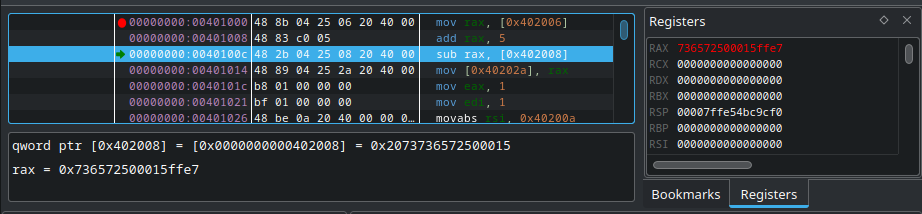 00000000:00401000 48 8b 04 25 06 20 40 00 mov rax, [0x402006]
00000000:00401008 48 83 c0 05 add rax, 5
00000000:0040100c 48 2b 04 25 08 20 40 00 sub rax, [0x402008]
00000000:00401014 48 89 04 25 2a 20 40 00 mov [0x40202a], rax
00000000:0040101c b8 01 00 00 00 mov eax, 1
00000000:00401021 bf 01 00 00 00 mov edi, 1
00000000:00401026 48 be 0a 20 40 00 00 0… movabs rsi, 0x40200a
qword ptr [0x402008] = [0x0000000000402008] = 0x2073736572500015
rax = 0x736572500015ffe7
Registers
RAX 736572500015ffe7
RCX 0000000000000000
RDX 0000000000000000
RBX 0000000000000000
RSP 00007ffe54bc9cf0
RBP 0000000000000000
RSI 0000000000000000
Bookmarks Registers